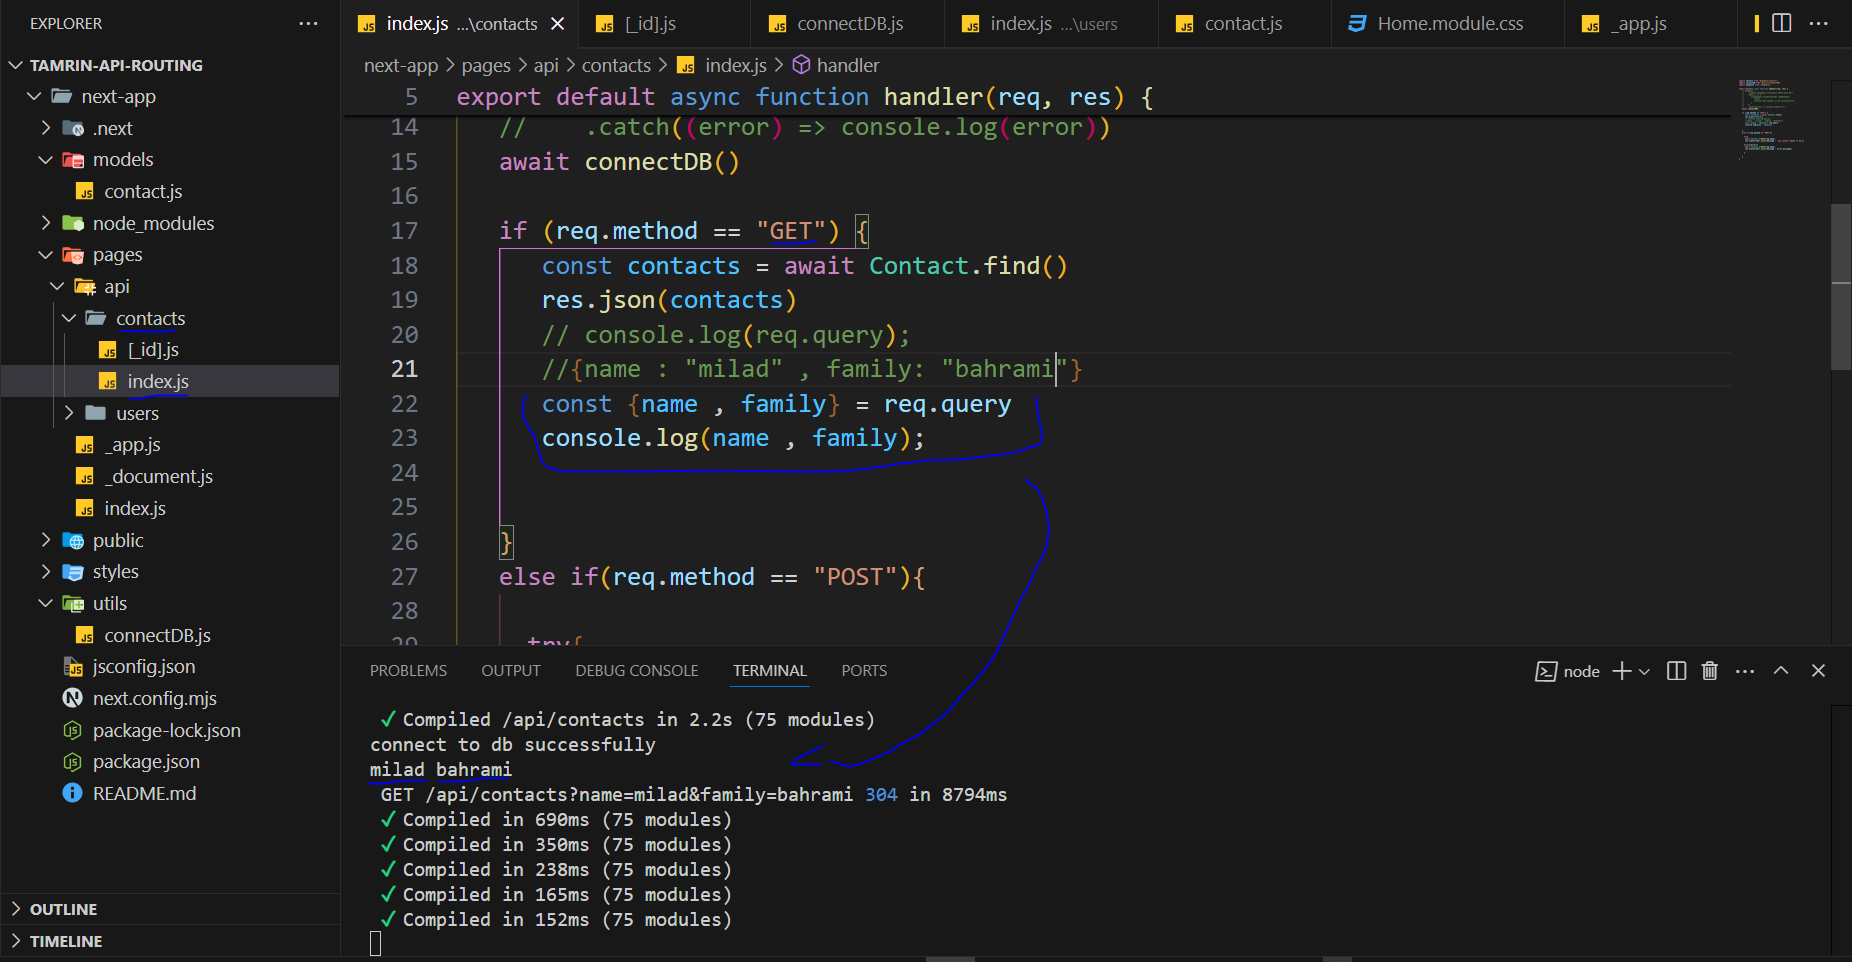 EXPLORER
TAMRIN-API-ROUTING
next-app
.next
models
contact.js
node_modules
pages
api
contacts
[_id].js
index.js
users
_app.js
_document.js
index.js
public
styles
utils
connectDB.js
jsconfig.json
next.config.mjs
package-lock.json
package.json
README.md
OUTLINE
TIMELINE
index.js ...\contacts
[_id].js
connectDB.js
index.js ...\users
contact.js
Home.module.css
_app.js
next-app > pages > api > contacts > index.js > handler
5 export default async function handler(req, res) {
14 // .catch((error) => console.log(error))
15 await connectDB()
16
17 if (req.method == "GET") {
18 const contacts = await Contact.find()
19 res.json(contacts)
20 // console.log(req.query);
21 //{name : "milad" , family: "bahrami"}
22 const {name , family} = req.query
23 console.log(name , family);
24
25
26 }
27 else if(req.method == "POST"){
28
29 try{
PROBLEMS OUTPUT DEBUG CONSOLE TERMINAL PORTS
node
✓ Compiled /api/contacts in 2.2s (75 modules)
connect to db successfully
milad bahrami
GET /api/contacts?name=milad&family=bahrami 304 in 8794ms
✓ Compiled in 690ms (75 modules)
✓ Compiled in 350ms (75 modules)
✓ Compiled in 238ms (75 modules)
✓ Compiled in 165ms (75 modules)
✓ Compiled in 152ms (75 modules)